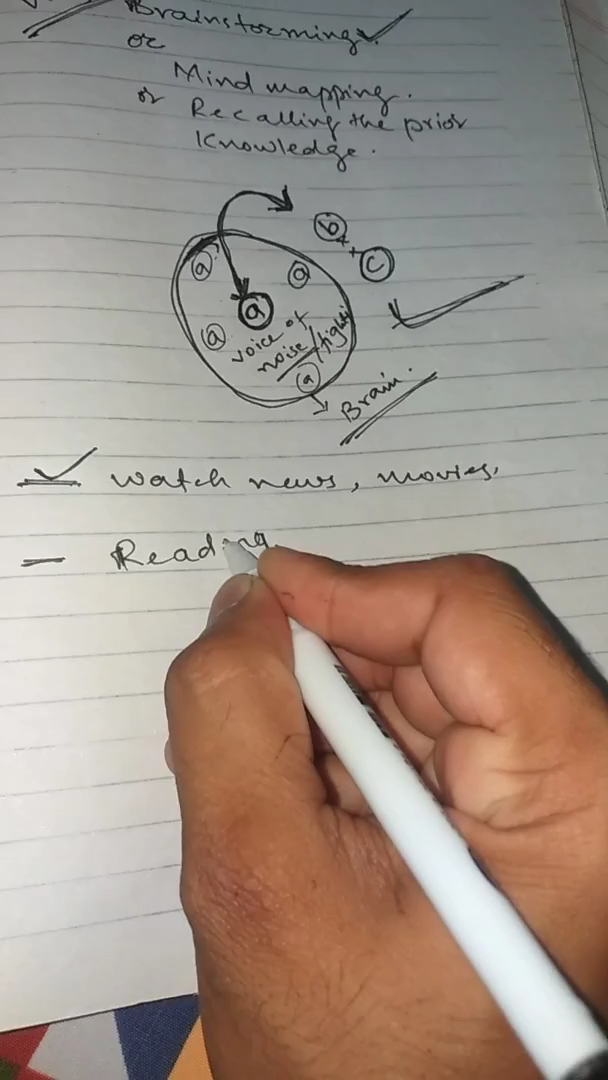 Brainstorming.
or
Mind mapping.
or Recalling the prior
Knowledge.
b
c
a
a
a
a
voice of
noise/
a
Brain.
watch news, movies,
Reading